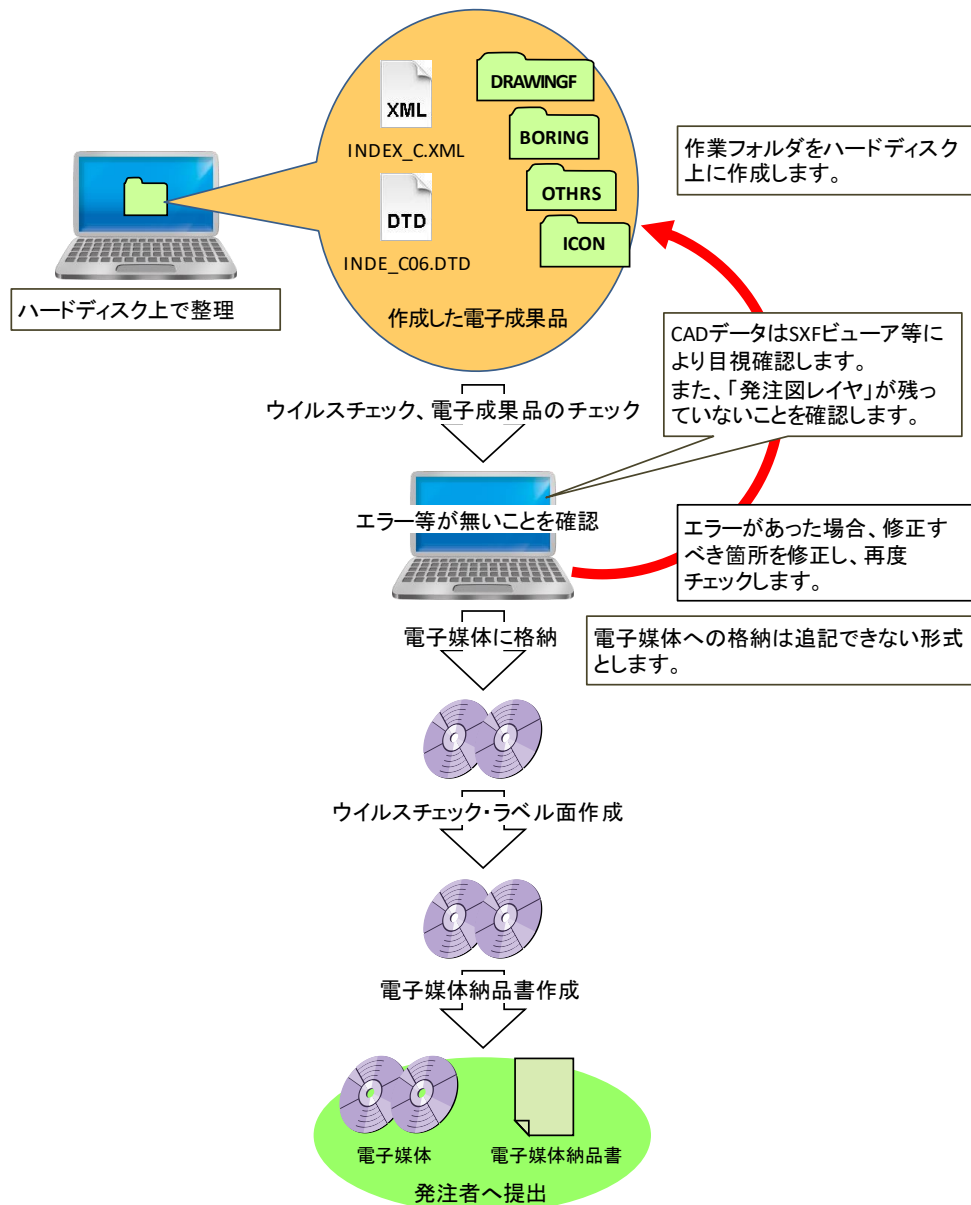 XML
INDEX_C.XML
DTD
INDE_C06.DTD
DRAWINGF
BORING
OTHRS
ICON
作成した電子成果品
ハードディスク上で整理
作業フォルダをハードディスク
上に作成します。
ウイルスチェック、電子成果品のチェック
CADデータはSXFビューア等に
より目視確認します。
また、「発注図レイヤ」が残っ
ていないことを確認します。
エラー等が無いことを確認
エラーがあった場合、修正す
べき箇所を修正し、再度
チェックします。
電子媒体に格納
電子媒体への格納は追記できない形式
とします。
ウイルスチェック・ラベル面作成
電子媒体納品書作成
電子媒体
電子媒体納品書
発注者へ提出